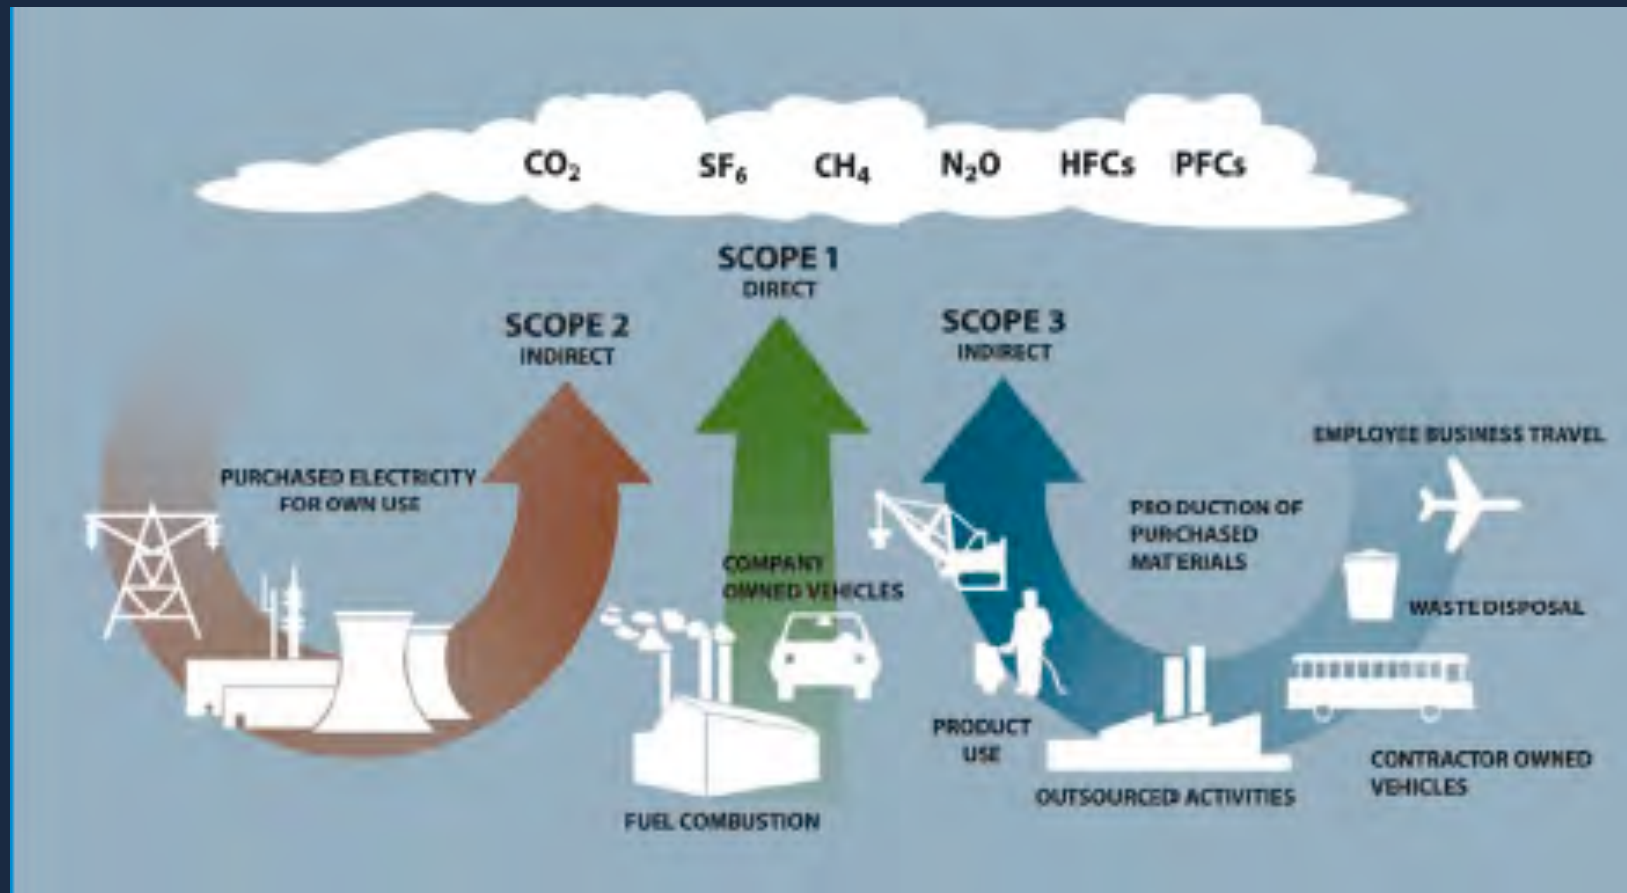 CO₂ SF₆ CH₄ N₂O HFCs PFCs
SCOPE 1
DIRECT
SCOPE 2
INDIRECT
SCOPE 3
INDIRECT
PURCHASED ELECTRICITY
FOR OWN USE
COMPANY
OWNED VEHICLES
FUEL COMBUSTION
EMPLOYEE BUSINESS TRAVEL
PRODUCTION OF
PURCHASED
MATERIALS
WASTE DISPOSAL
PRODUCT
USE
OUTSOURCED ACTIVITIES
CONTRACTOR OWNED
VEHICLES